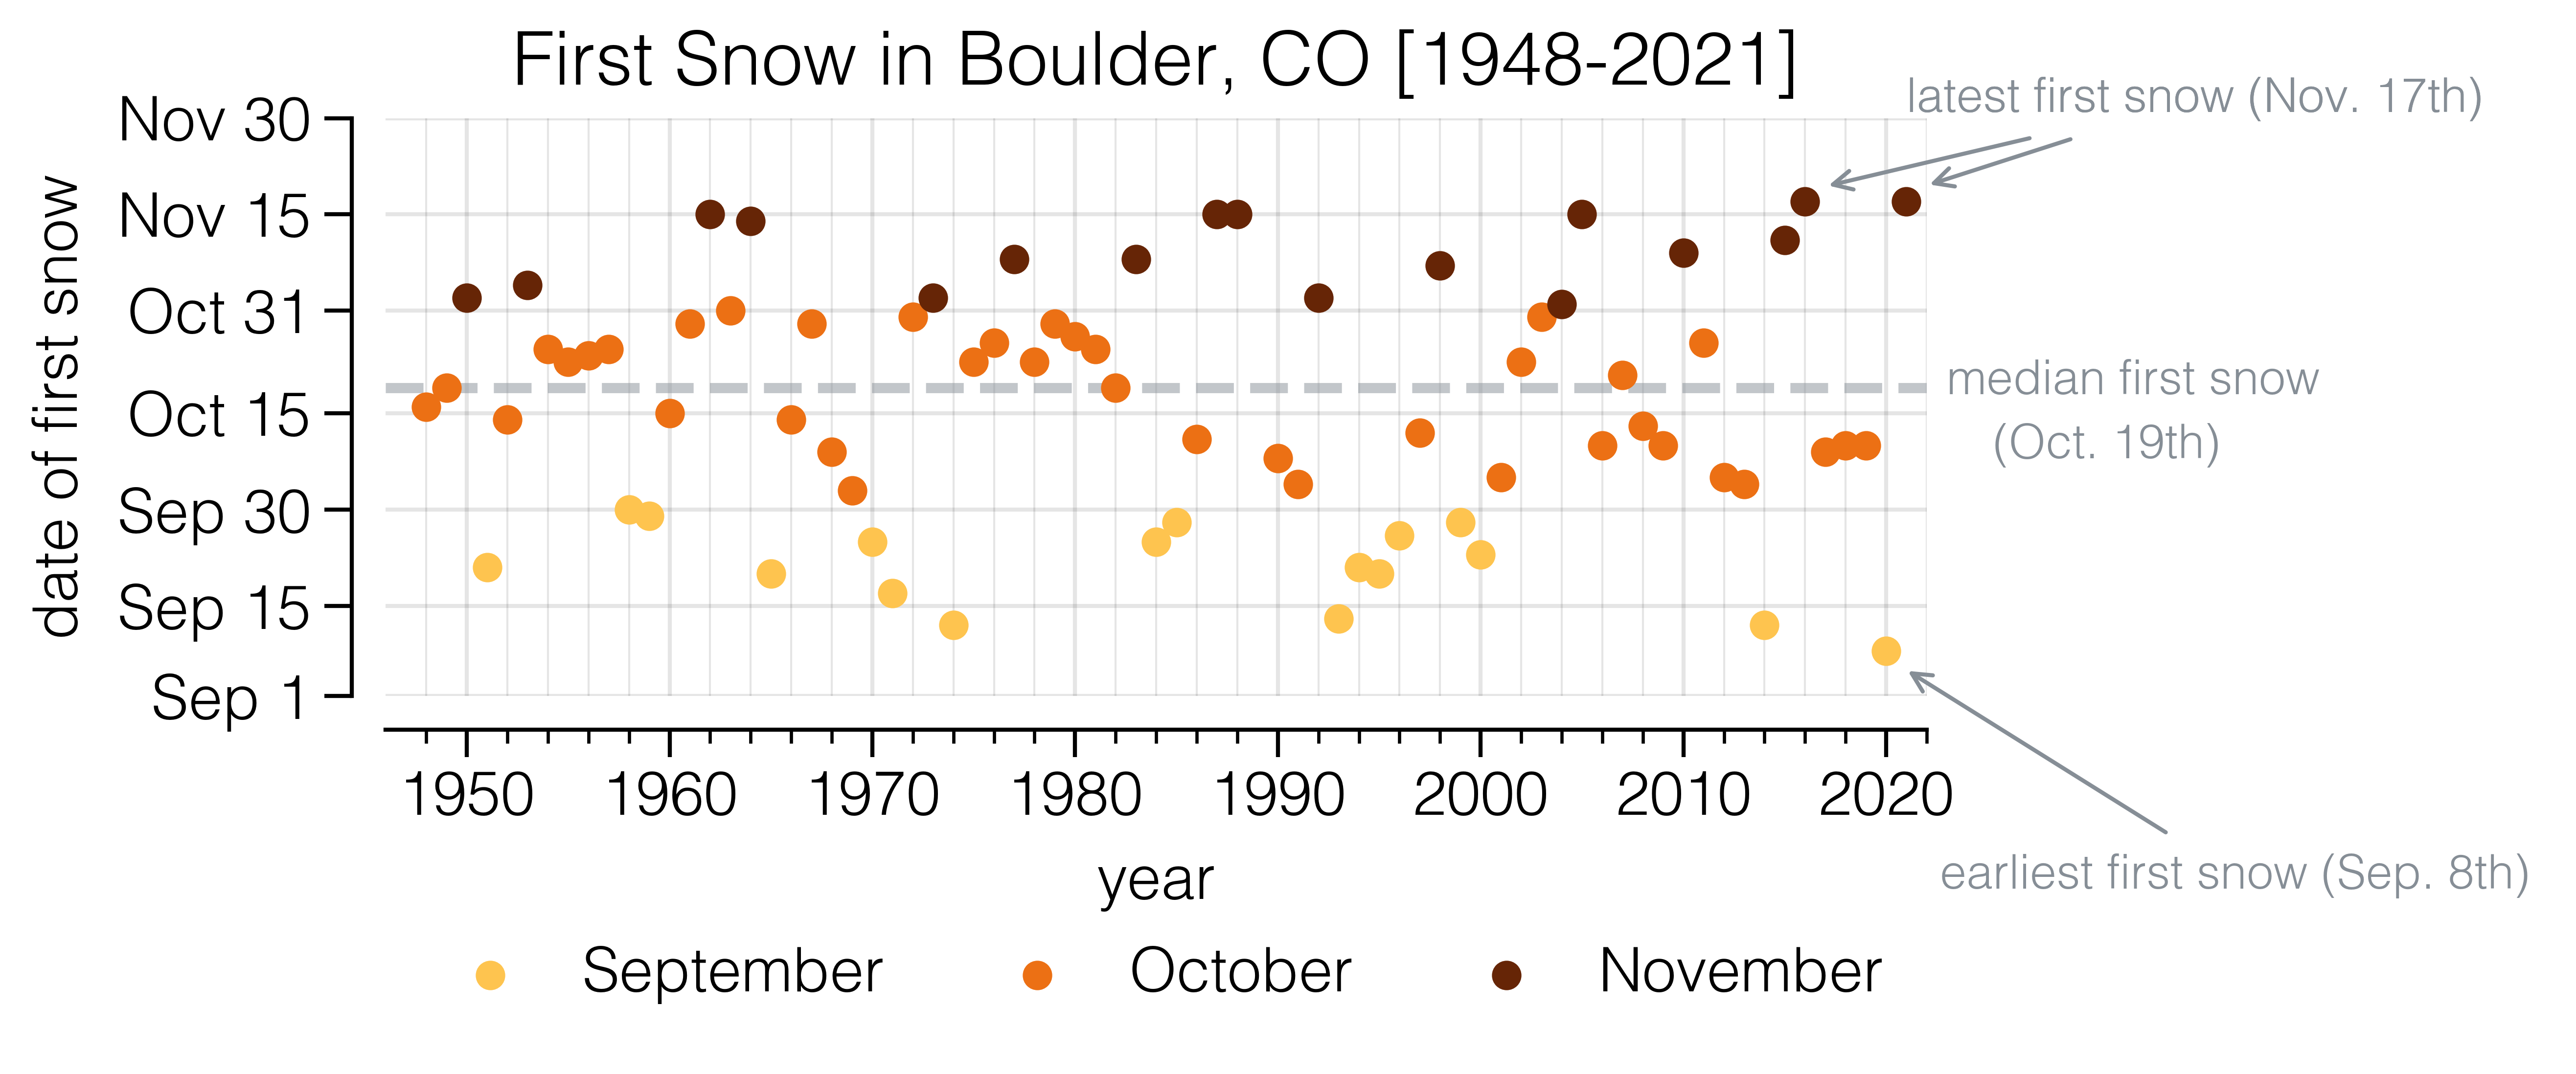 First Snow in Boulder, CO [1948-2021]
latest first snow (Nov. 17th)
Nov 30
Nov 15
Oct 31
Oct 15
Sep 30
Sep 15
Sep 1
date of first snow
median first snow
(Oct. 19th)
1950 1960 1970 1980 1990 2000 2010 2020
year
earliest first snow (Sep. 8th)
September October November